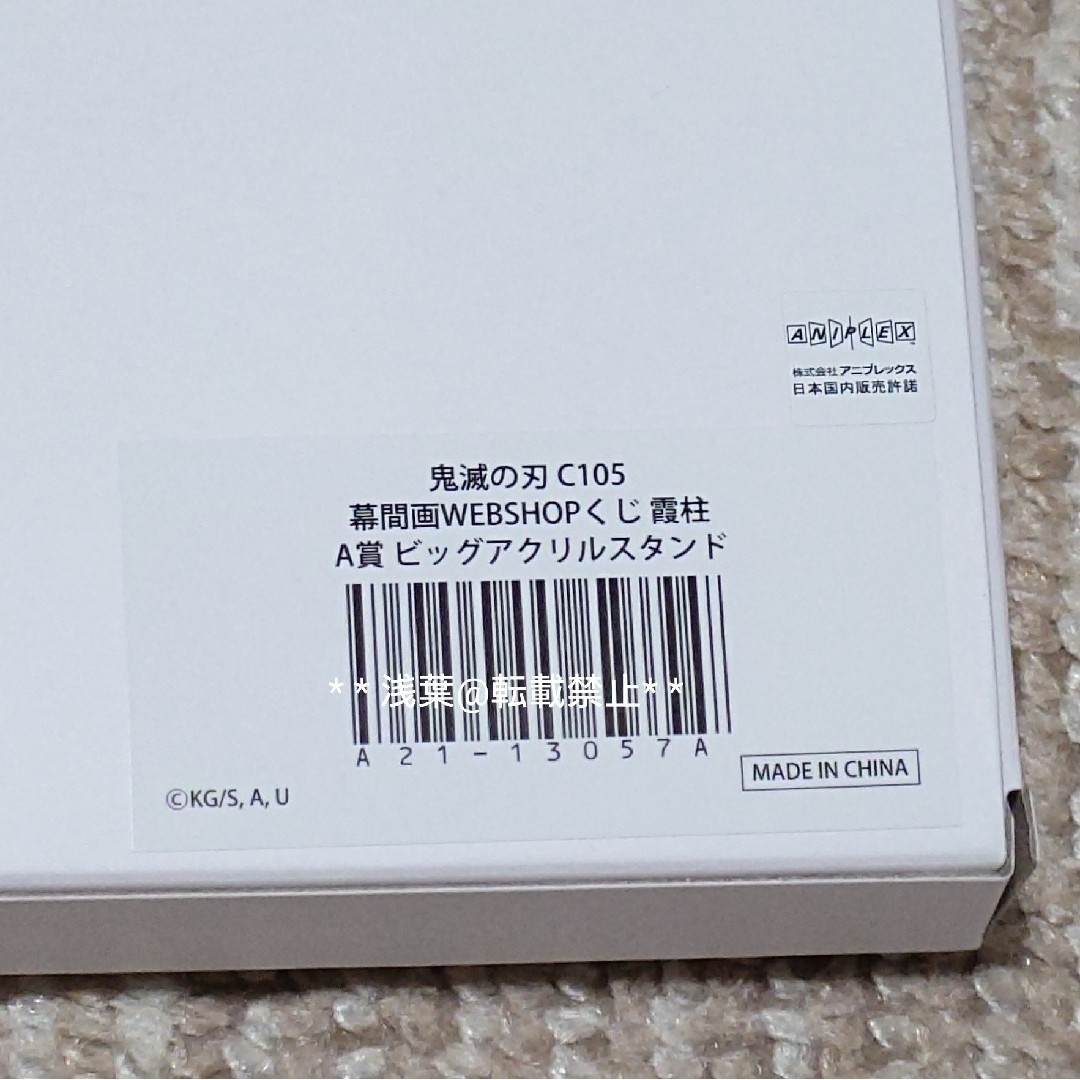 ANIPLEX
株式会社アニプレックス
日本国内販売許諾
鬼滅の刃 C105
幕間画WEBSHOPくじ 霞柱
A賞 ビッグアクリルスタンド
**浅葉@転載禁止**
A21-13057A
MADE IN CHINA
©KG/S, A, U